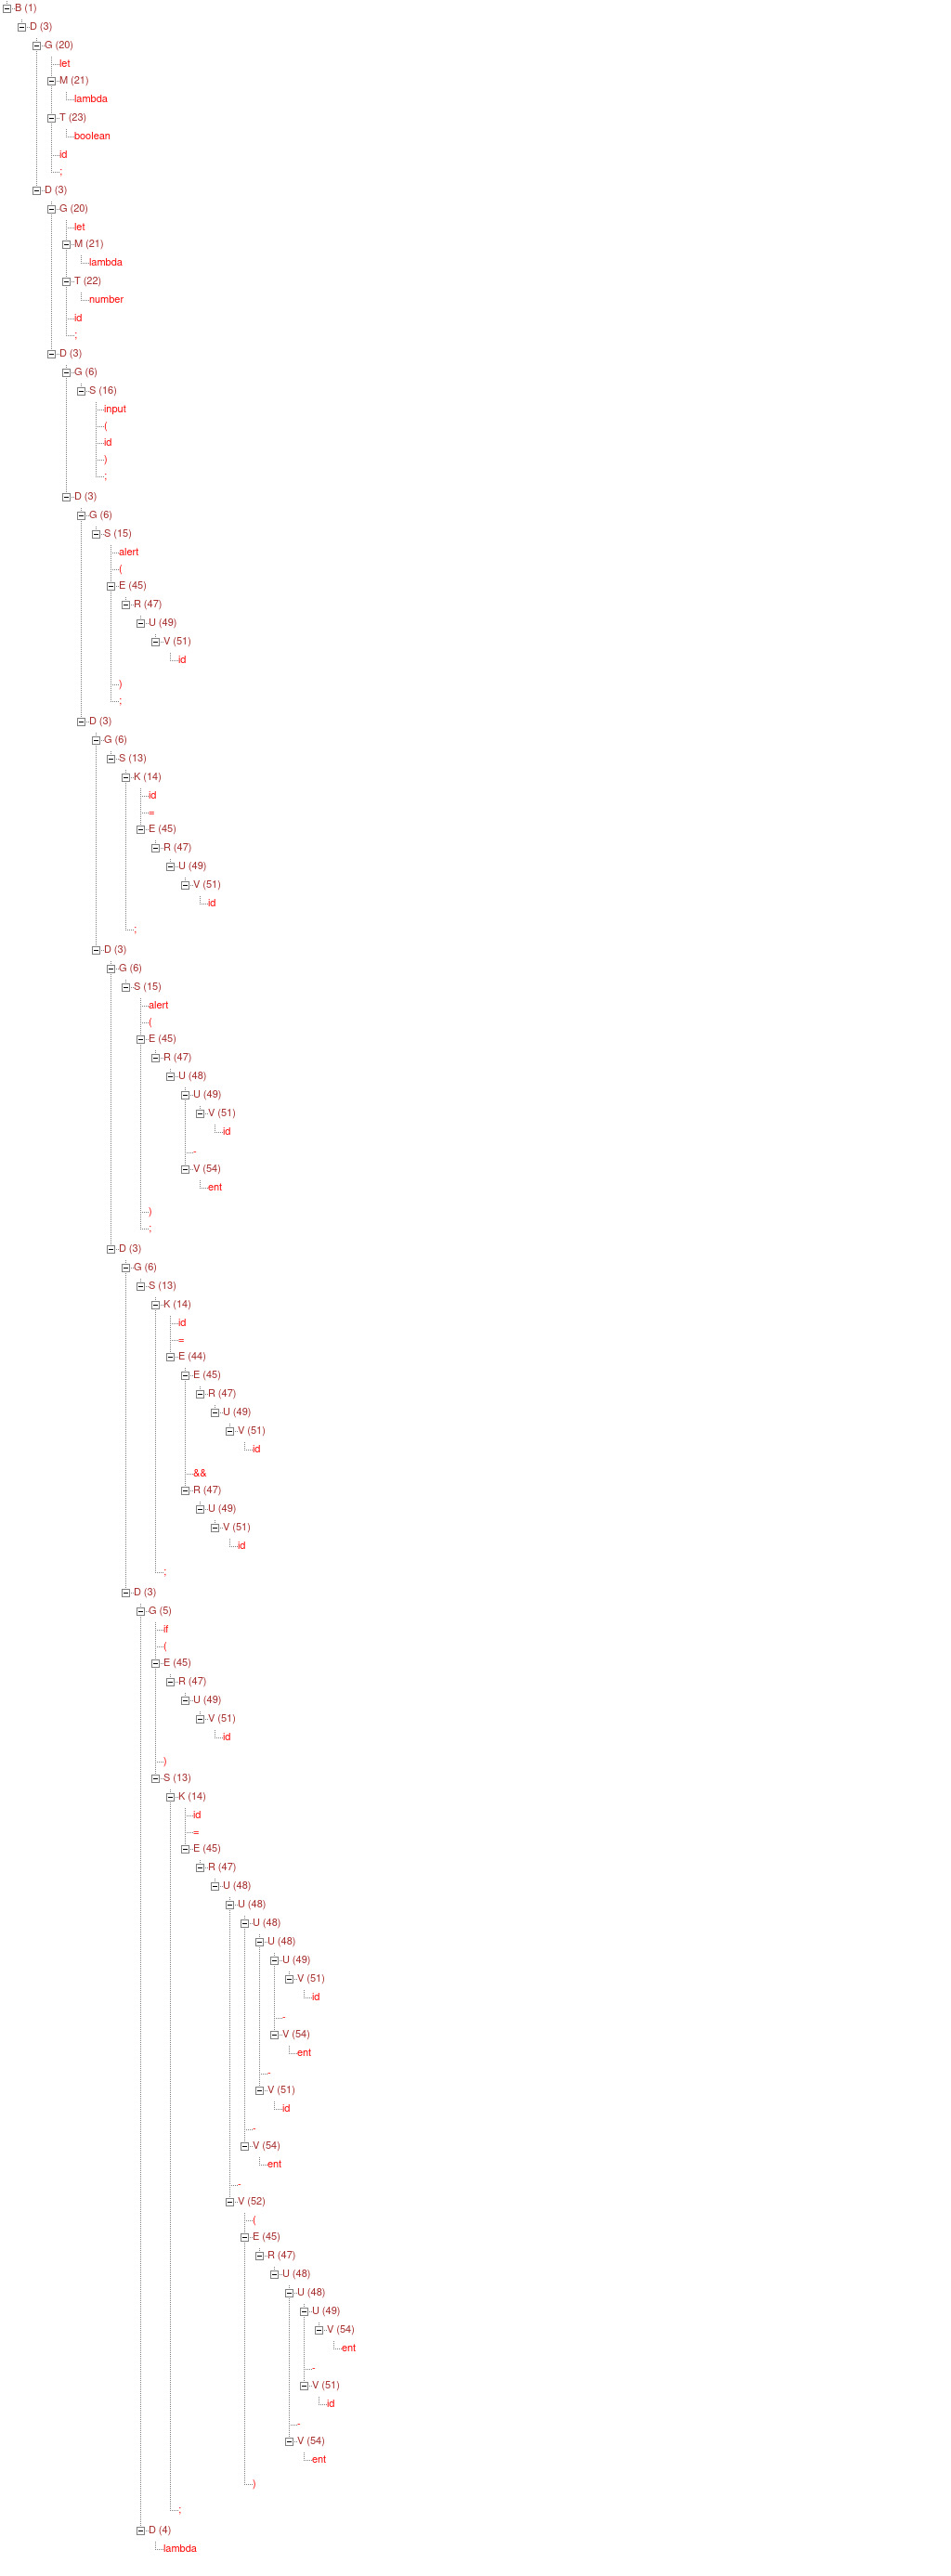 B (1)
D (3)
G (20)
let
M (21)
lambda
T (23)
boolean
id
;
D (3)
G (20)
let
M (21)
lambda
T (22)
number
id
;
D (3)
G (6)
S (16)
input
(
id
)
;
D (3)
G (6)
S (15)
alert
(
E (45)
R (47)
U (49)
V (51)
id
)
;
D (3)
G (6)
S (13)
K (14)
id
=
E (45)
R (47)
U (49)
V (51)
id
;
D (3)
G (6)
S (15)
alert
(
E (45)
R (47)
U (48)
U (49)
V (51)
id
-
V (54)
ent
)
;
D (3)
G (6)
S (13)
K (14)
id
=
E (44)
E (45)
R (47)
U (49)
V (51)
id
&&
R (47)
U (49)
V (51)
id
;
D (3)
G (5)
if
(
E (45)
R (47)
U (49)
V (51)
id
)
S (13)
K (14)
id
=
E (45)
R (47)
U (48)
U (48)
U (48)
U (48)
U (49)
V (51)
id
-
V (54)
ent
-
V (51)
id
-
V (54)
ent
-
V (52)
(
E (45)
R (47)
U (48)
U (48)
U (49)
V (54)
ent
-
V (51)
id
-
V (54)
ent
)
;
D (4)
lambda